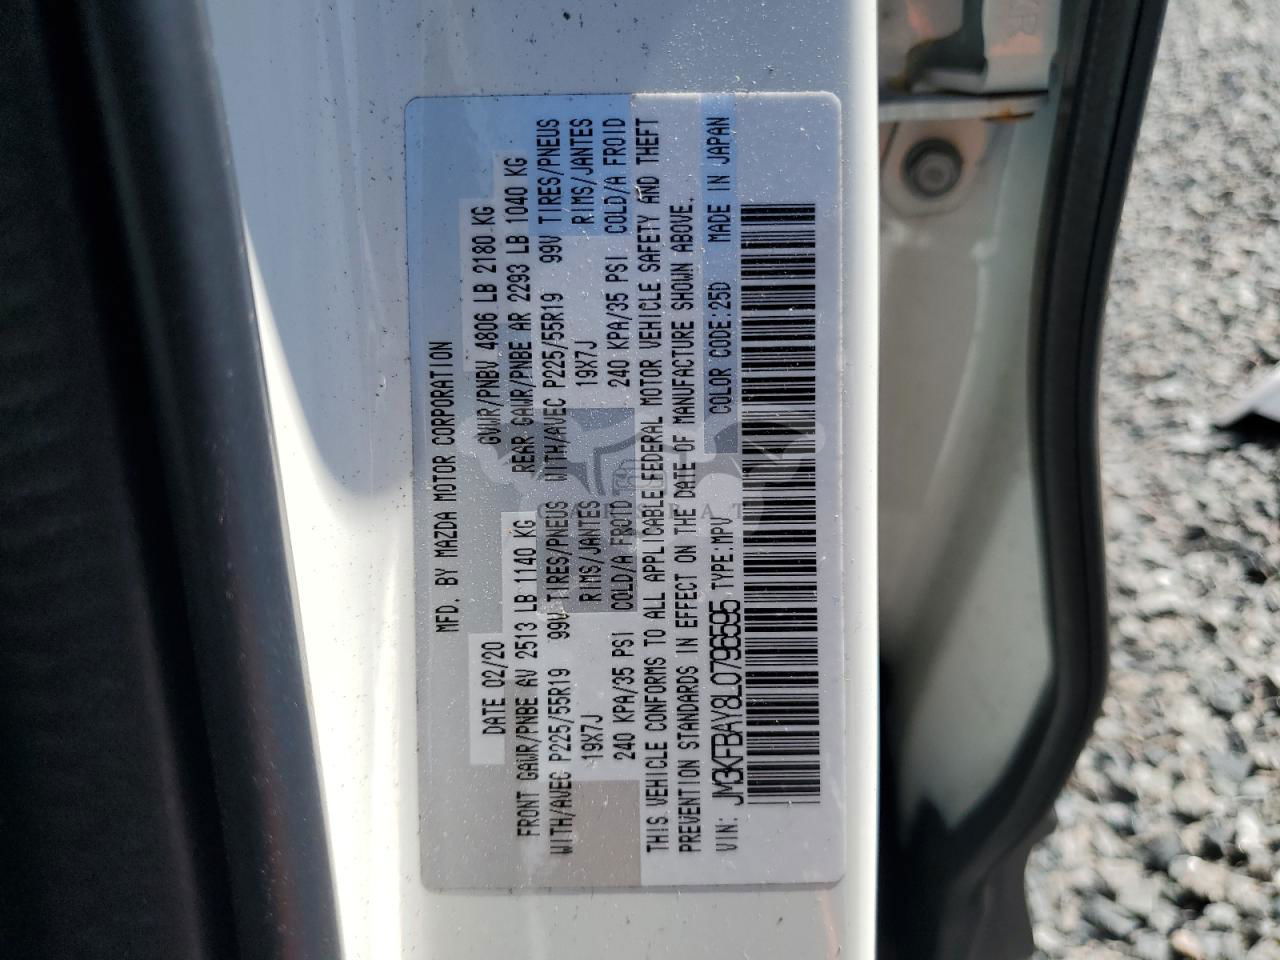 MFD. BY MAZDA MOTOR CORPORATION
DATE 02/20 GVWR/PNBV 4806 LB 2180 KG
FRONT GAWR/PNBE AV 2513 LB 1140 KG REAR GAWR/PNBE AR 2293 LB 1040 KG
WITH/AVEC P225/55R19 99V TIRES/PNEUS WITH/AVEC P225/55R19 99V TIRES/PNEUS
19X7J RIMS/JANTES 19X7J RIMS/JANTES
240 KPA/35 PSI COLD/A FROID 240 KPA/35 PSI COLD/A FROID
THIS VEHICLE CONFORMS TO ALL APPLICABLE FEDERAL MOTOR VEHICLE SAFETY AND THEFT
PREVENTION STANDARDS IN EFFECT ON THE DATE OF MANUFACTURE SHOWN ABOVE.
VIN: JM3KFBAY8L0796595 TYPE:MPV COLOR CODE:25D MADE IN JAPAN